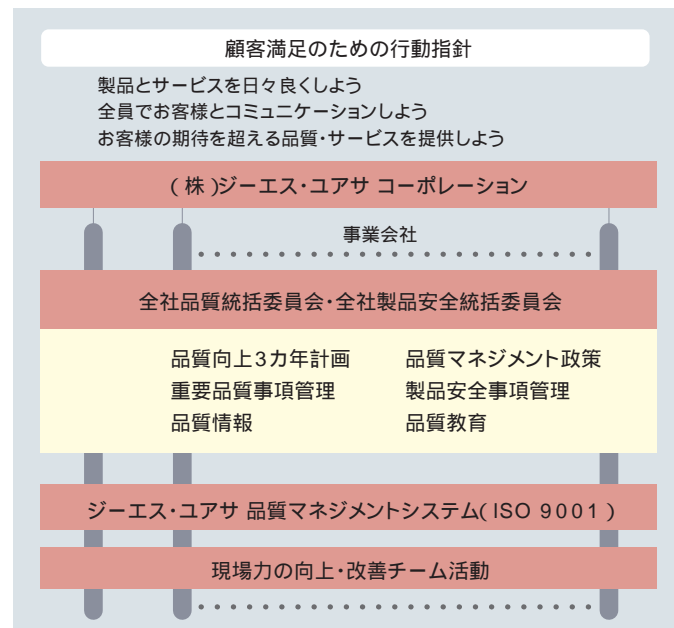 顧客満足のための行動指針
製品とサービスを日々良くしよう
全員でお客様とコミュニケーションしよう
お客様の期待を超える品質・サービスを提供しよう
(株)ジーエス・ユアサ コーポレーション
事業会社
全社品質統括委員会・全社製品安全統括委員会
品質向上3カ年計画 品質マネジメント政策
重要品質事項管理 製品安全事項管理
品質情報 品質教育
ジーエス・ユアサ 品質マネジメントシステム(ISO 9001)
現場力の向上・改善チーム活動